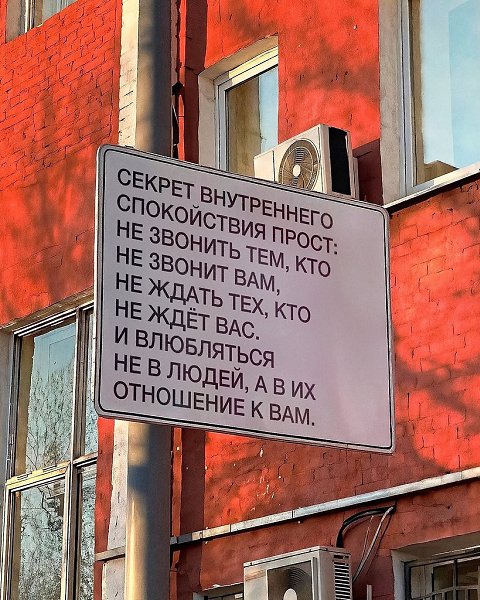 СЕКРЕТ ВНУТРЕННЕГО
СПОКОЙСТВИЯ ПРОСТ:
НЕ ЗВОНИТЬ ТЕМ, КТО
НЕ ЗВОНИТ ВАМ,
НЕ ЖДАТЬ ТЕХ, КТО
НЕ ЖДЁТ ВАС.
И ВЛЮБЛЯТЬСЯ
НЕ В ЛЮДЕЙ, А В ИХ
ОТНОШЕНИЕ К ВАМ.